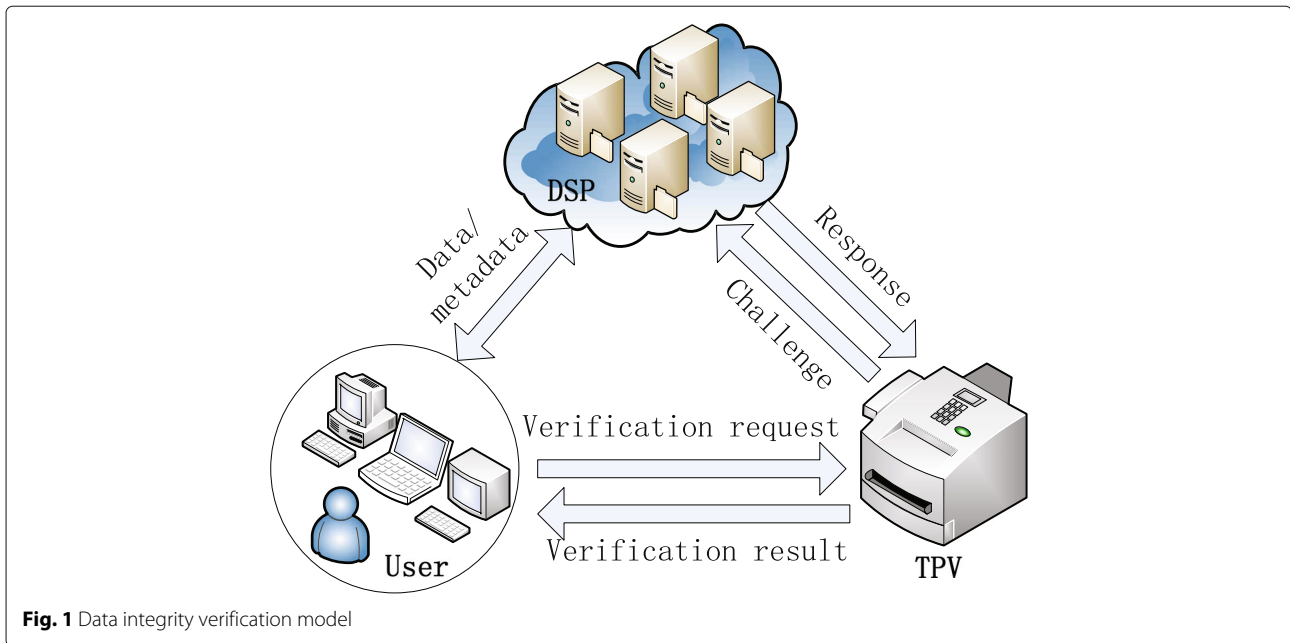 DSP
Data/
metadata
Response
Challenge
Verification request
Verification result
User
TPV
Fig. 1 Data integrity verification model